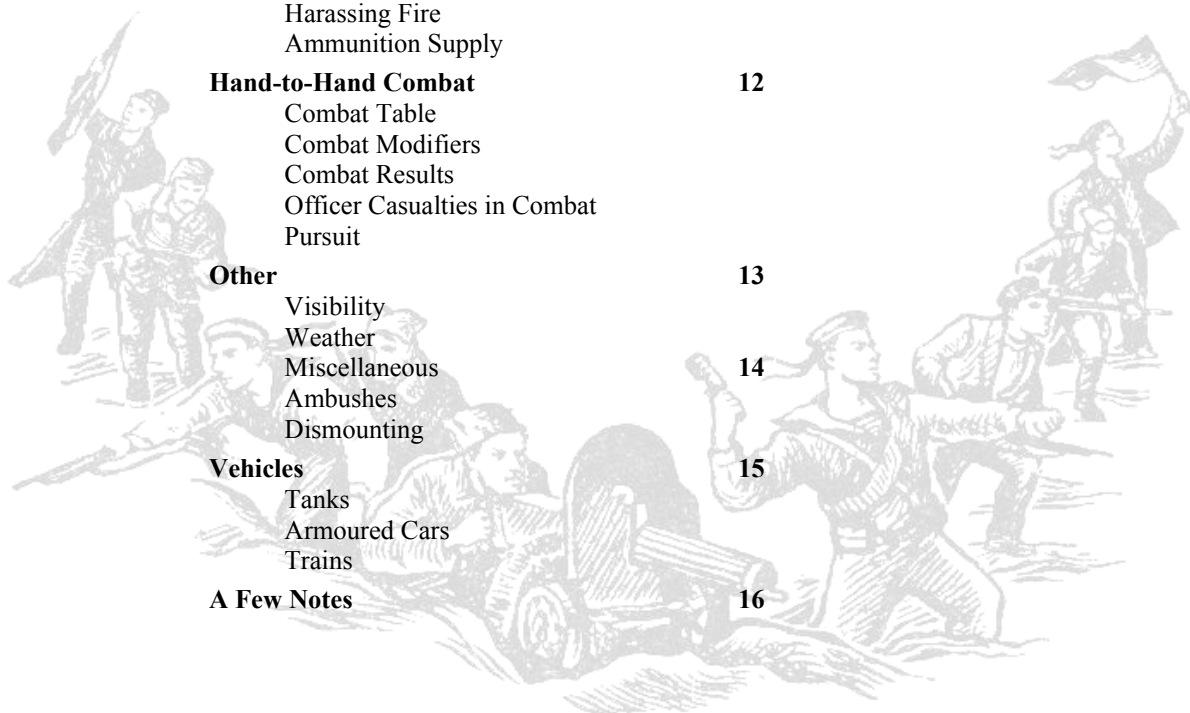 Harassing Fire
Ammunition Supply
Hand-to-Hand Combat 12
Combat Table
Combat Modifiers
Combat Results
Officer Casualties in Combat
Pursuit
Other 13
Visibility
Weather
Miscellaneous 14
Ambushes
Dismounting
Vehicles 15
Tanks
Armoured Cars
Trains
A Few Notes 16